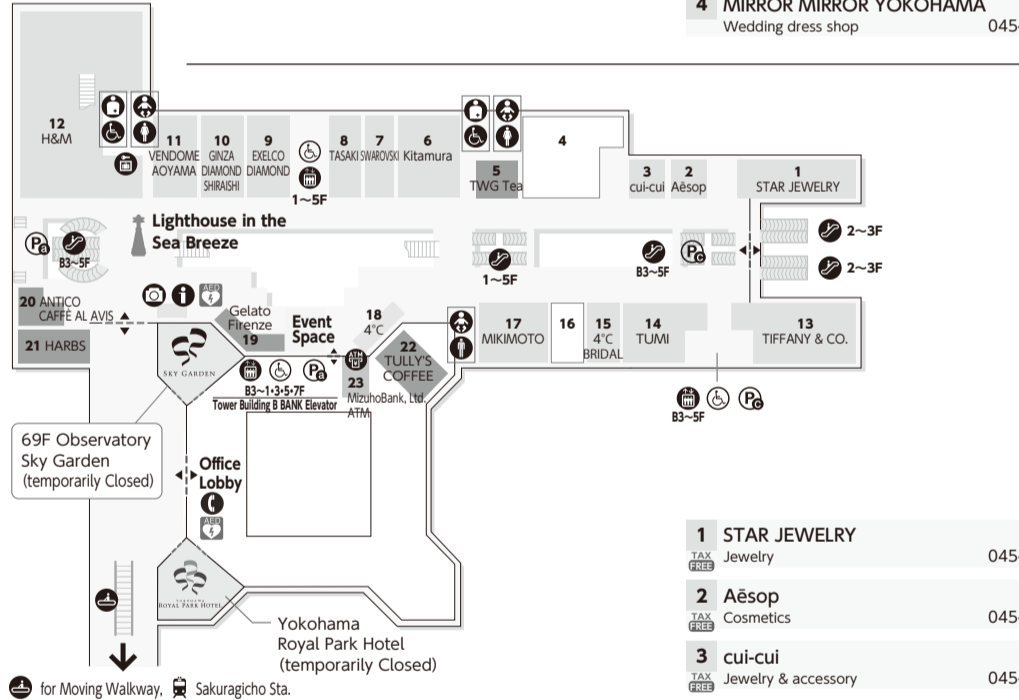 4 MIRROR MIRROR YOKOHAMA
Wedding dress shop 045-
12
H&M
11
VENDOME
AOYAMA
10
GINZA
DIAMOND
SHIRAISHI
9
EXELCO
DIAMOND
1~5F
8
TASAKI
7
SWAROVSKI
6
Kitamura
5
TWG Tea
4
3
cui-cui
2
Aēsop
1
STAR JEWELRY
Lighthouse in the
Sea Breeze
Pa
B3~5F
1~5F
B3~5F
Pc
2~3F
2~3F
20 ANTICO
CAFFÈ AL AVIS
21 HARBS
AED
SKY GARDEN
Gelato
Firenze
19
Event
Space
18
4°C
ATM
22
TULLY'S
COFFEE
23
MizuhoBank, Ltd.
ATM
Pa
B3~1•3•5•7F
Tower Building B BANK Elevator
17
MIKIMOTO
16
15
4°C
BRIDAL
14
TUMI
13
TIFFANY & CO.
Pc
B3~5F
69F Observatory
Sky Garden
(temporarily Closed)
Office
Lobby
AED
YOKOHAMA
ROYAL PARK HOTEL
Yokohama
Royal Park Hotel
(temporarily Closed)
for Moving Walkway, Sakuragicho Sta.
1 STAR JEWELRY
TAX FREE Jewelry 045-
2 Aēsop
TAX FREE Cosmetics 045-
3 cui-cui
TAX FREE Jewelry & accessory 045-